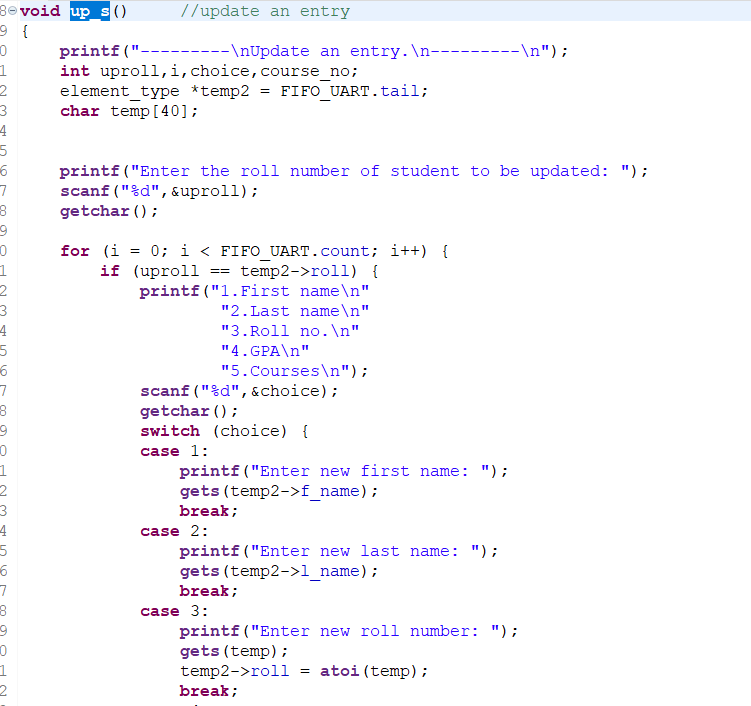 8 void up_s()     //update an entry
9 {
0     printf("---------\nUpdate an entry.\n---------\n");
1     int uproll,i,choice,course_no;
2     element_type *temp2 = FIFO_UART.tail;
3     char temp[40];
4
5
6     printf("Enter the roll number of student to be updated: ");
7     scanf("%d",&uproll);
8     getchar();
9
0     for (i = 0; i < FIFO_UART.count; i++) {
1         if (uproll == temp2->roll) {
2             printf("1.First name\n"
3                     "2.Last name\n"
4                     "3.Roll no.\n"
5                     "4.GPA\n"
6                     "5.Courses\n");
7             scanf("%d",&choice);
8             getchar();
9             switch (choice) {
0             case 1:
1                 printf("Enter new first name: ");
2                 gets(temp2->f_name);
3                 break;
4             case 2:
5                 printf("Enter new last name: ");
6                 gets(temp2->l_name);
7                 break;
8             case 3:
9                 printf("Enter new roll number: ");
0                 gets(temp);
1                 temp2->roll = atoi(temp);
2                 break;